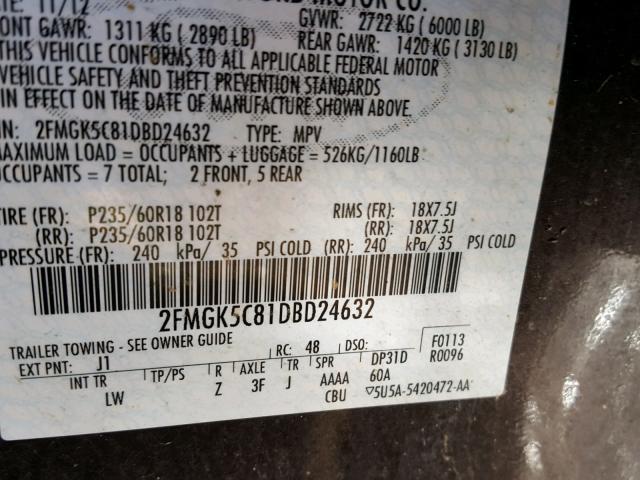 11/12
MOTOR CO.
GVWR: 2722 KG ( 6000 LB)
GAWR: 1311 KG ( 2890 LB)
REAR GAWR: 1420 KG ( 3130 LB)
THIS VEHICLE CONFORMS TO ALL APPLICABLE FEDERAL MOTOR
VEHICLE SAFETY AND THEFT PREVENTION STANDARDS
IN EFFECT ON THE DATE OF MANUFACTURE SHOWN ABOVE.
2FMGK5C81DBD24632 TYPE: MPV
MAXIMUM LOAD = OCCUPANTS + LUGGAGE = 526KG/1160LB
OCCUPANTS = 7 TOTAL; 2 FRONT, 5 REAR
TIRE (FR): P235/60R18 102T RIMS (FR): 18X7.5J
(RR): P235/60R18 102T (RR): 18X7.5J
PRESSURE (FR): 240 kPa/ 35 PSI COLD (RR): 240 kPa/ 35 PSI COLD
2FMGK5C81DBD24632
TRAILER TOWING - SEE OWNER GUIDE
F0113
R0096
EXT PNT: J1 RC: 48 DSO: DP31D
INT TR TP/PS R AXLE TR SPR 60A
LW Z 3F J AAAA
CBU ▽5U5A-5420472-AA